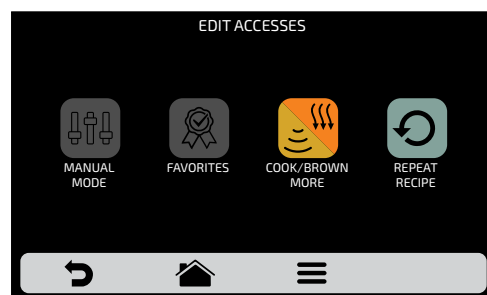 EDIT ACCESSES
MANUAL
MODE
FAVORITES
COOK/BROWN
MORE
REPEAT
RECIPE